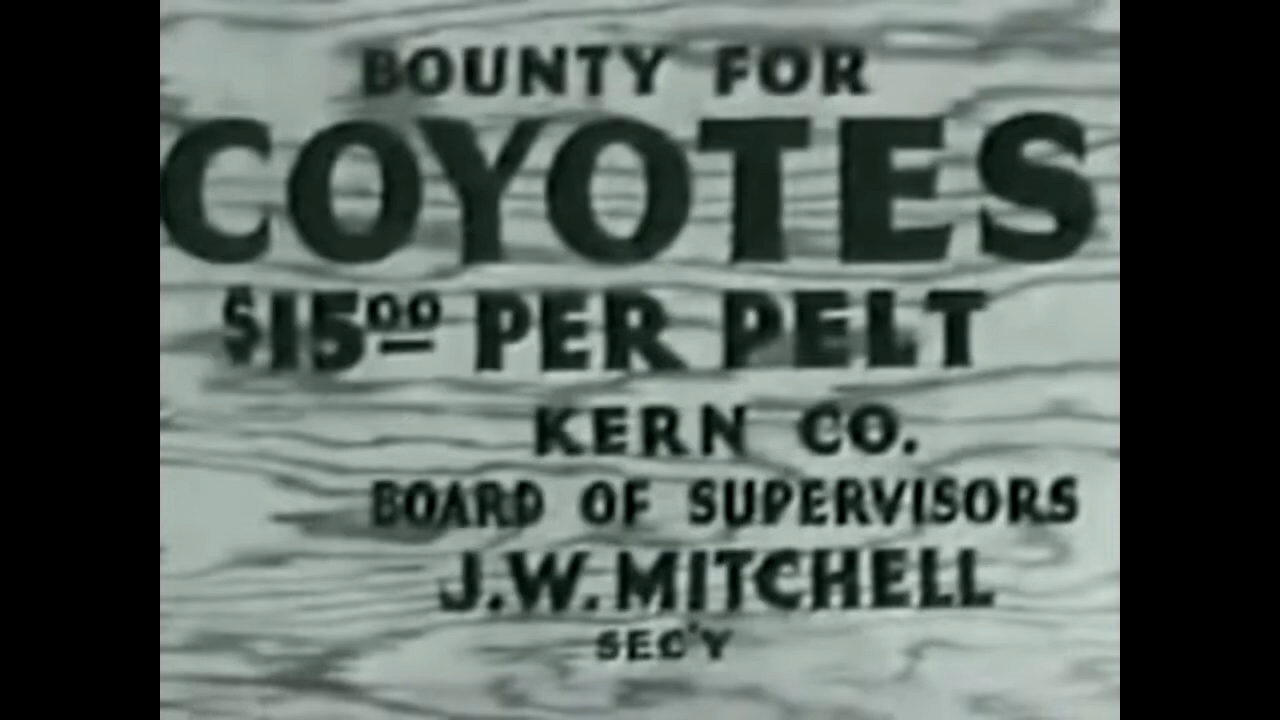 BOUNTY FOR
COYOTES
$1500 PER PELT
KERN CO.
BOARD OF SUPERVISORS
J.W. MITCHELL
SEC'Y